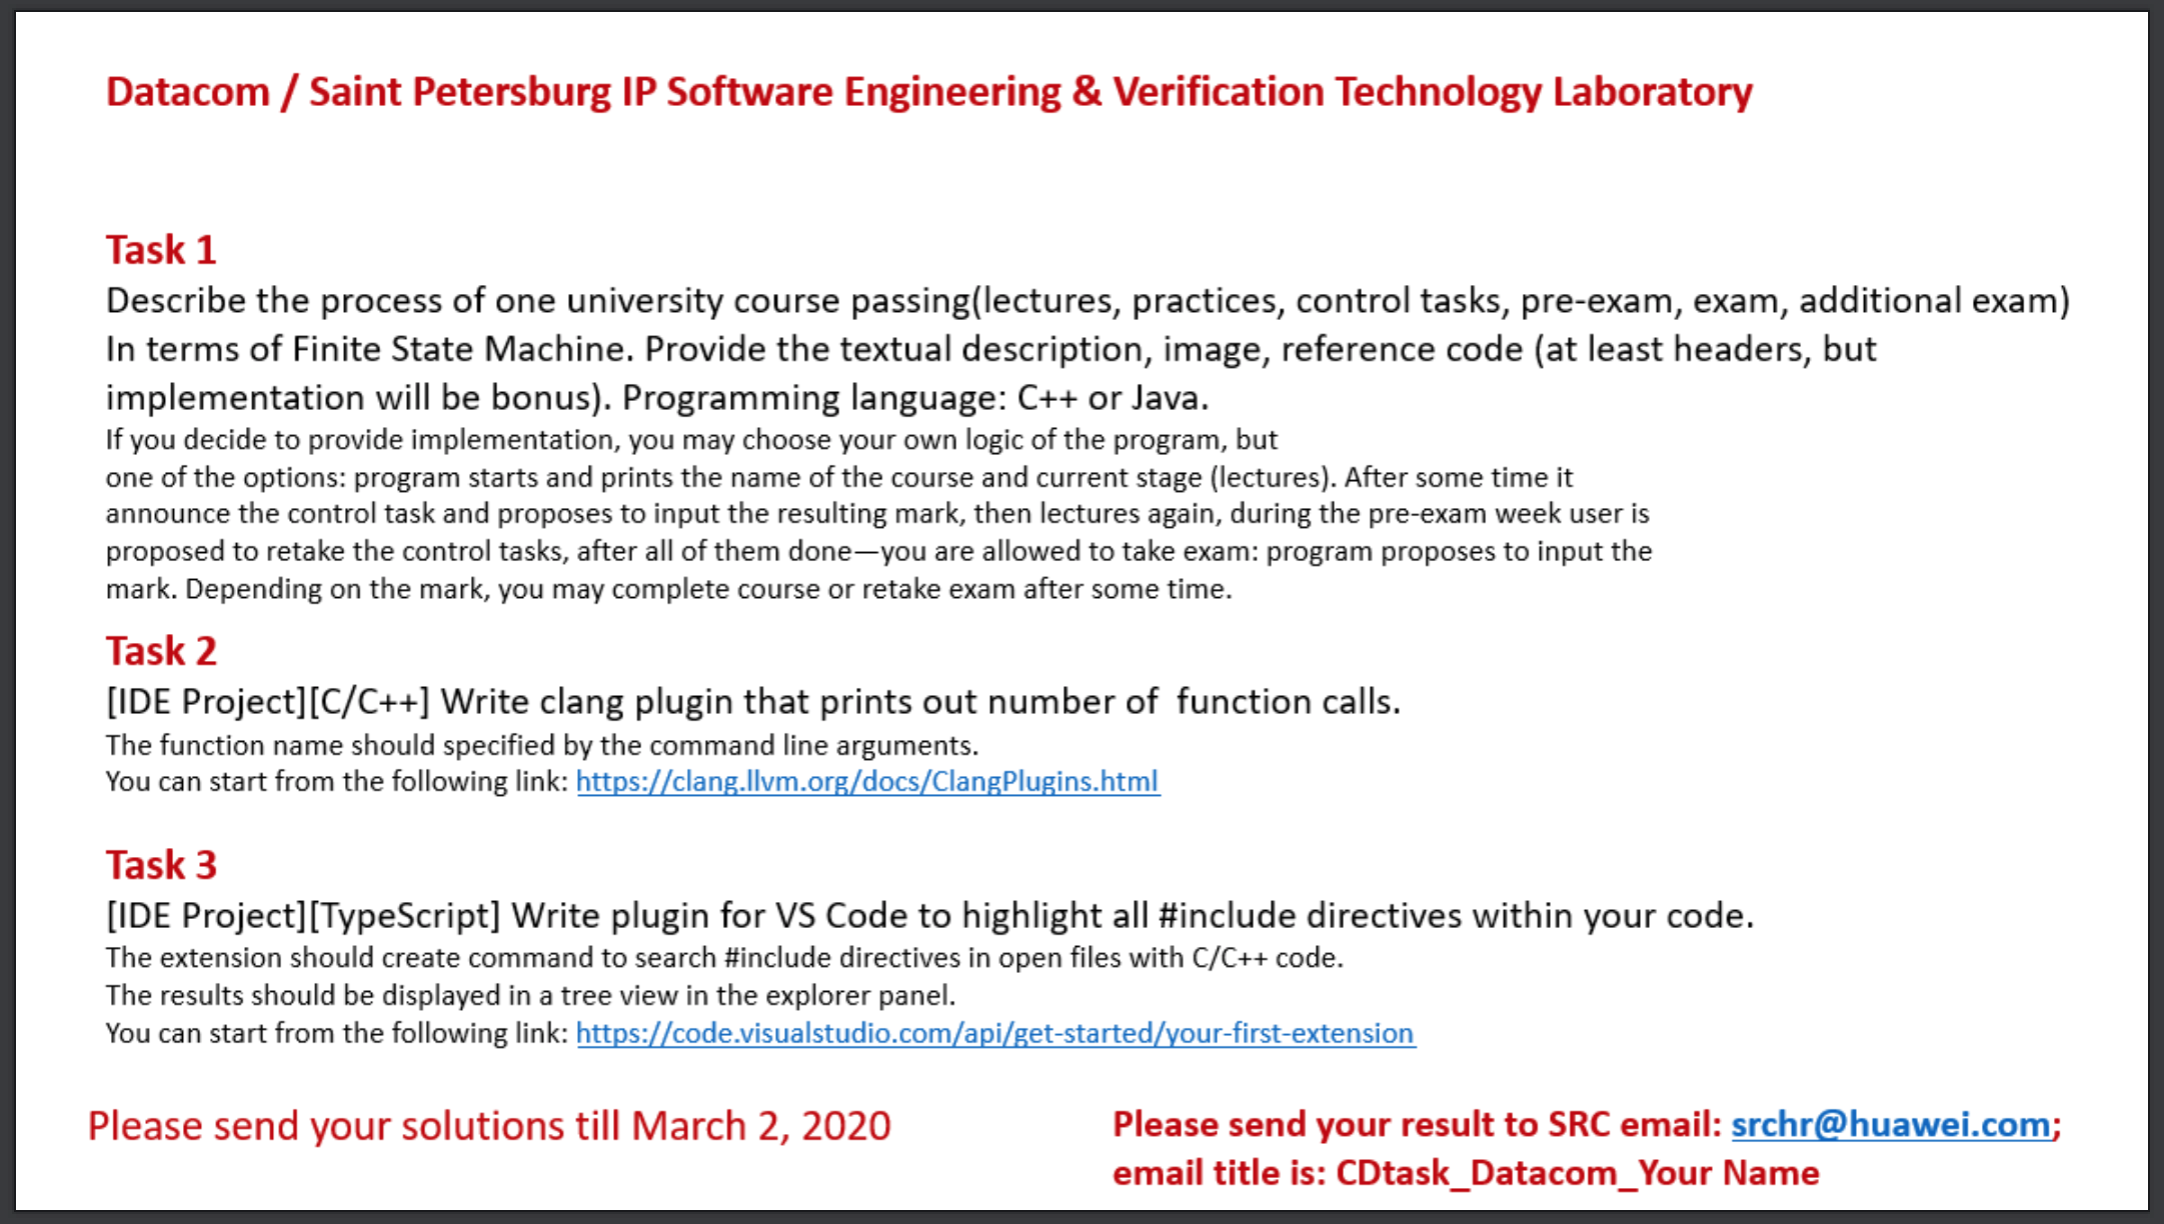 Datacom / Saint Petersburg IP Software Engineering & Verification Technology Laboratory
Task 1
Describe the process of one university course passing(lectures, practices, control tasks, pre-exam, exam, additional exam)
In terms of Finite State Machine. Provide the textual description, image, reference code (at least headers, but
implementation will be bonus). Programming language: C++ or Java.
If you decide to provide implementation, you may choose your own logic of the program, but
one of the options: program starts and prints the name of the course and current stage (lectures). After some time it
announce the control task and proposes to input the resulting mark, then lectures again, during the pre-exam week user is
proposed to retake the control tasks, after all of them done—you are allowed to take exam: program proposes to input the
mark. Depending on the mark, you may complete course or retake exam after some time.
Task 2
[IDE Project][C/C++] Write clang plugin that prints out number of  function calls.
The function name should specified by the command line arguments.
You can start from the following link: https://clang.llvm.org/docs/ClangPlugins.html
Task 3
[IDE Project][TypeScript] Write plugin for VS Code to highlight all #include directives within your code.
The extension should create command to search #include directives in open files with C/C++ code.
The results should be displayed in a tree view in the explorer panel.
You can start from the following link: https://code.visualstudio.com/api/get-started/your-first-extension
Please send your solutions till March 2, 2020
Please send your result to SRC email: srchr@huawei.com;
email title is: CDtask_Datacom_Your Name